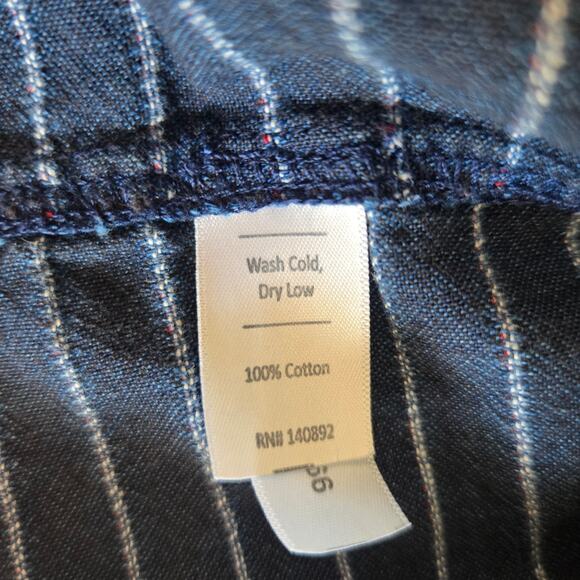 Wash Cold,
Dry Low
100% Cotton
RN# 140892